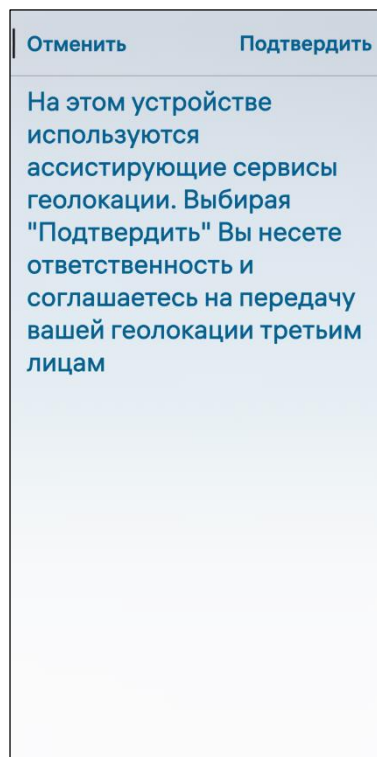 Отменить Подтвердить
На этом устройстве
используются
ассистирующие сервисы
геолокации. Выбирая
"Подтвердить" Вы несете
ответственность и
соглашаетесь на передачу
вашей геолокации третьим
лицам